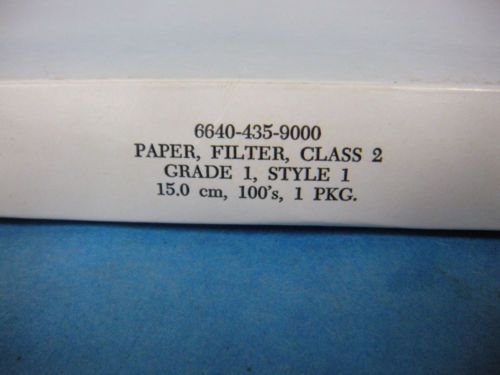 6640-435-9000
PAPER, FILTER, CLASS 2
GRADE 1, STYLE 1
15.0 cm, 100's, 1 PKG.